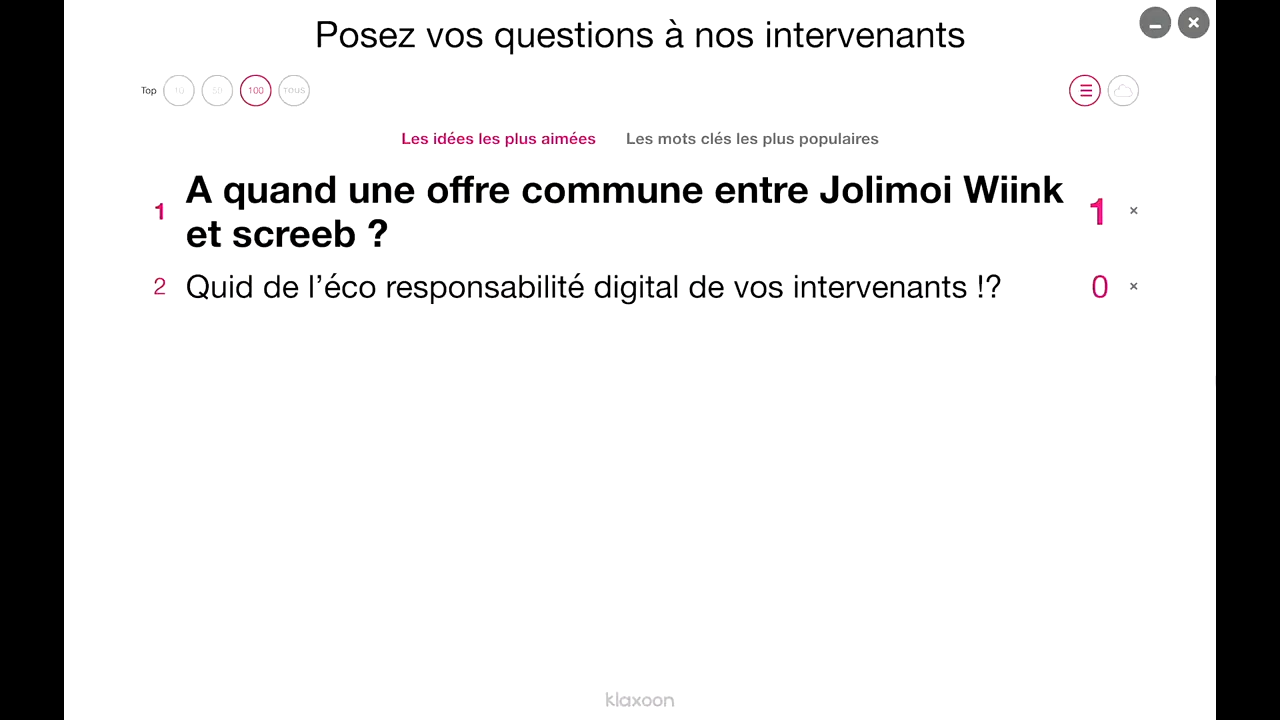 Posez vos questions à nos intervenants
Top 10 50 100 TOUS
Les idées les plus aimées Les mots clés les plus populaires
1 A quand une offre commune entre Jolimoi Wiink 1 ×
et screeb ?
2 Quid de l’éco responsabilité digital de vos intervenants !? 0 ×
klaxoon